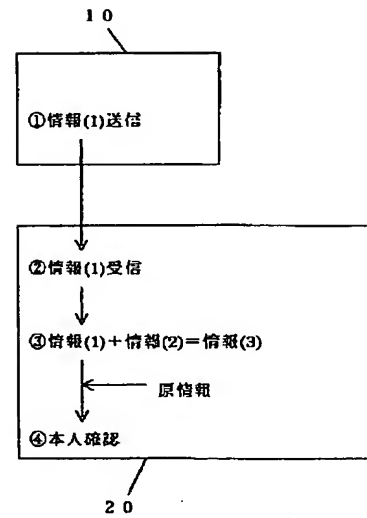 10
①情報(1)送信
②情報(1)受信
③情報(1)+情報(2)=情報(3)
原情報
④本人確認
20